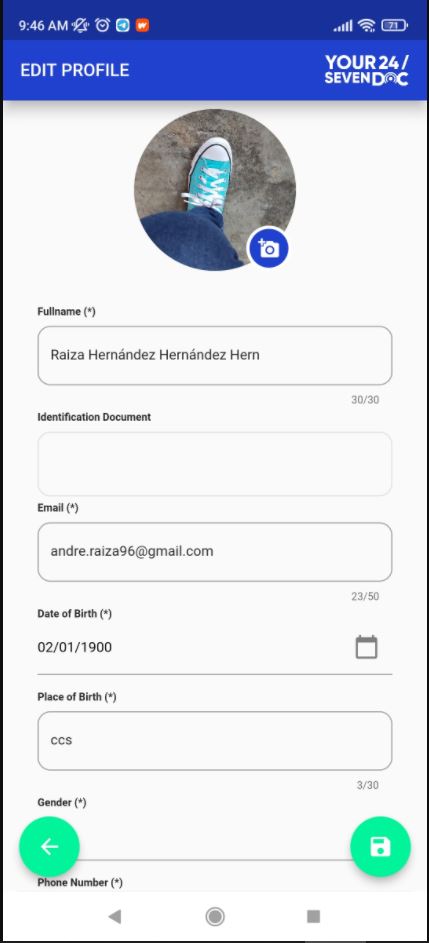 9:46 AM
71
EDIT PROFILE
YOUR 24/
SEVENDOC
Fullname (*)
Raiza Hernández Hernández Hern
30/30
Identification Document
Email (*)
andre.raiza96@gmail.com
23/50
Date of Birth (*)
02/01/1900
Place of Birth (*)
ccs
3/30
Gender (*)
Phone Number (*)